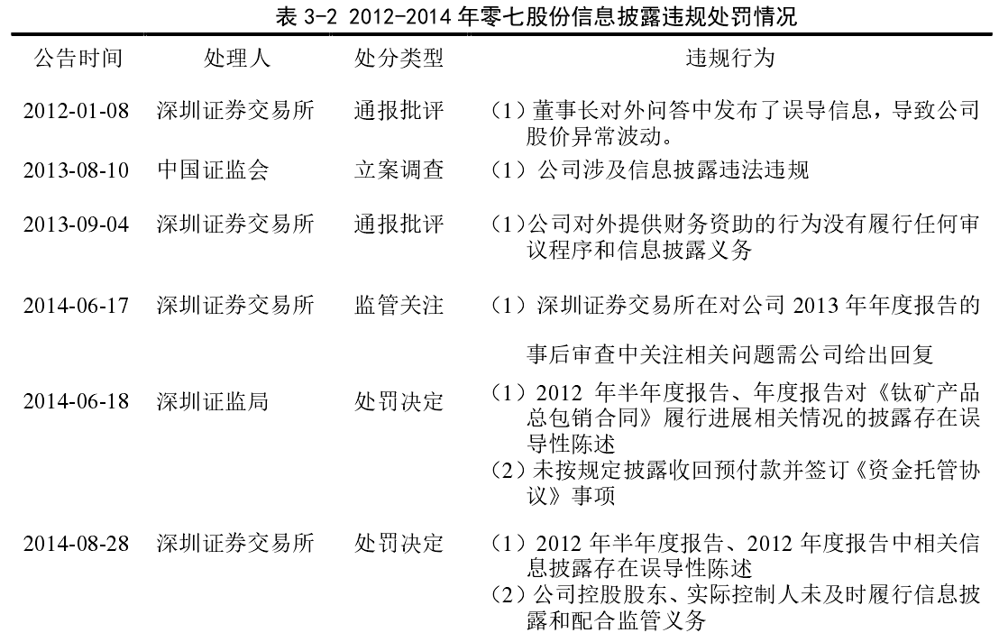 表 3-2 2012-2014 年零七股份信息披露违规处罚情况
公告时间 处理人 处分类型 违规行为
2012-01-08 深圳证券交易所 通报批评 （1）董事长对外问答中发布了误导信息，导致公司
股价异常波动。
2013-08-10 中国证监会 立案调查 （1）公司涉及信息披露违法违规
2013-09-04 深圳证券交易所 通报批评 （1）公司对外提供财务资助的行为没有履行任何审
议程序和信息披露义务
2014-06-17 深圳证券交易所 监管关注 （1）深圳证券交易所在对公司 2013 年年度报告的
事后审查中关注相关问题需公司给出回复
2014-06-18 深圳证监局 处罚决定 （1）2012 年半年度报告、年度报告对《钛矿产品
总包销合同》履行进展相关情况的披露存在误
导性陈述
（2）未按规定披露收回预付款并签订《资金托管协
议》事项
2014-08-28 深圳证券交易所 处罚决定 （1）2012 年半年度报告、2012 年度报告中相关信
息披露存在误导性陈述
（2）公司控股股东、实际控制人未及时履行信息披
露和配合监管义务